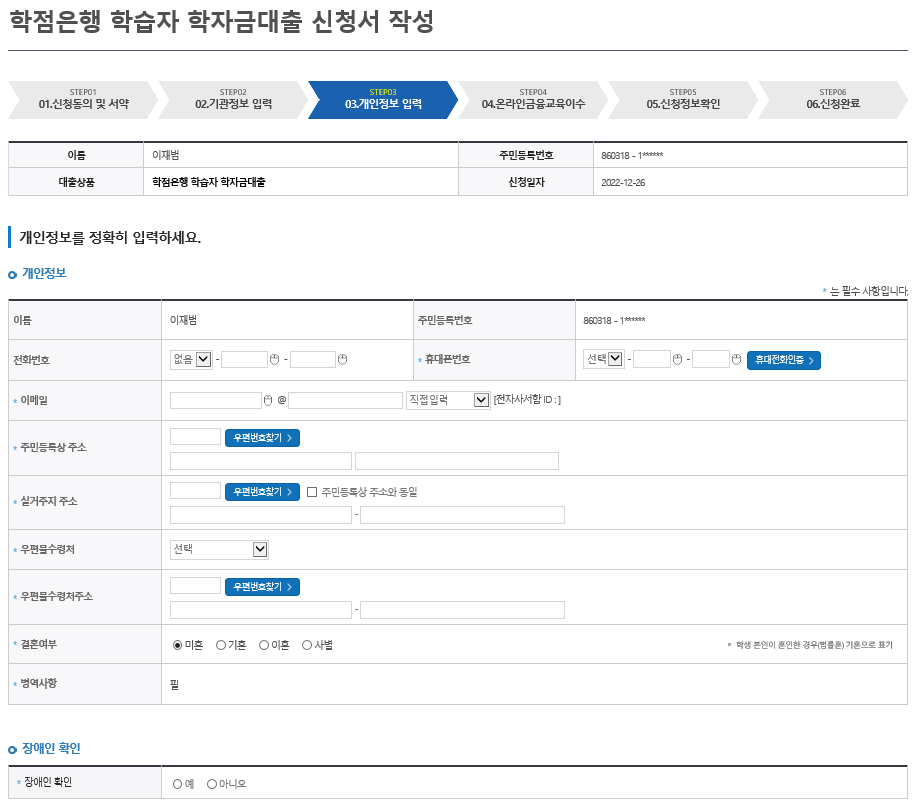 학점은행 학습자 학자금대출 신청서 작성
STEP01 STEP02 STEP03 STEP04 STEP05 STEP06
01.신청동의 및 서약 02.기관정보 입력 03.개인정보 입력 04.온라인금융교육이수 05.신청정보확인 06.신청완료
이름 이재범 주민등록번호 860318 - 1******
대출상품 학점은행 학습자 학자금대출 신청일자 2022-12-26
개인정보를 정확히 입력하세요.
개인정보
* 는 필수 사항입니다.
이름 이재범 주민등록번호 860318 - 1******
전화번호 없음 - - * 휴대폰번호 선택 - - 휴대전화인증 >
* 이메일 @ 직접입력 [전자사서함 ID : ]
* 주민등록상 주소 우편번호찾기 >
* 실거주지 주소 우편번호찾기 > 주민등록상 주소와 동일
-
* 우편물수령처 선택
* 우편물수령처주소 우편번호찾기 >
-
* 결혼여부 미혼 기혼 이혼 사별 학생 본인이 혼인한 경우(법률혼) 기혼으로 표기
* 병역사항 필
장애인 확인
* 장애인 확인 예 아니오